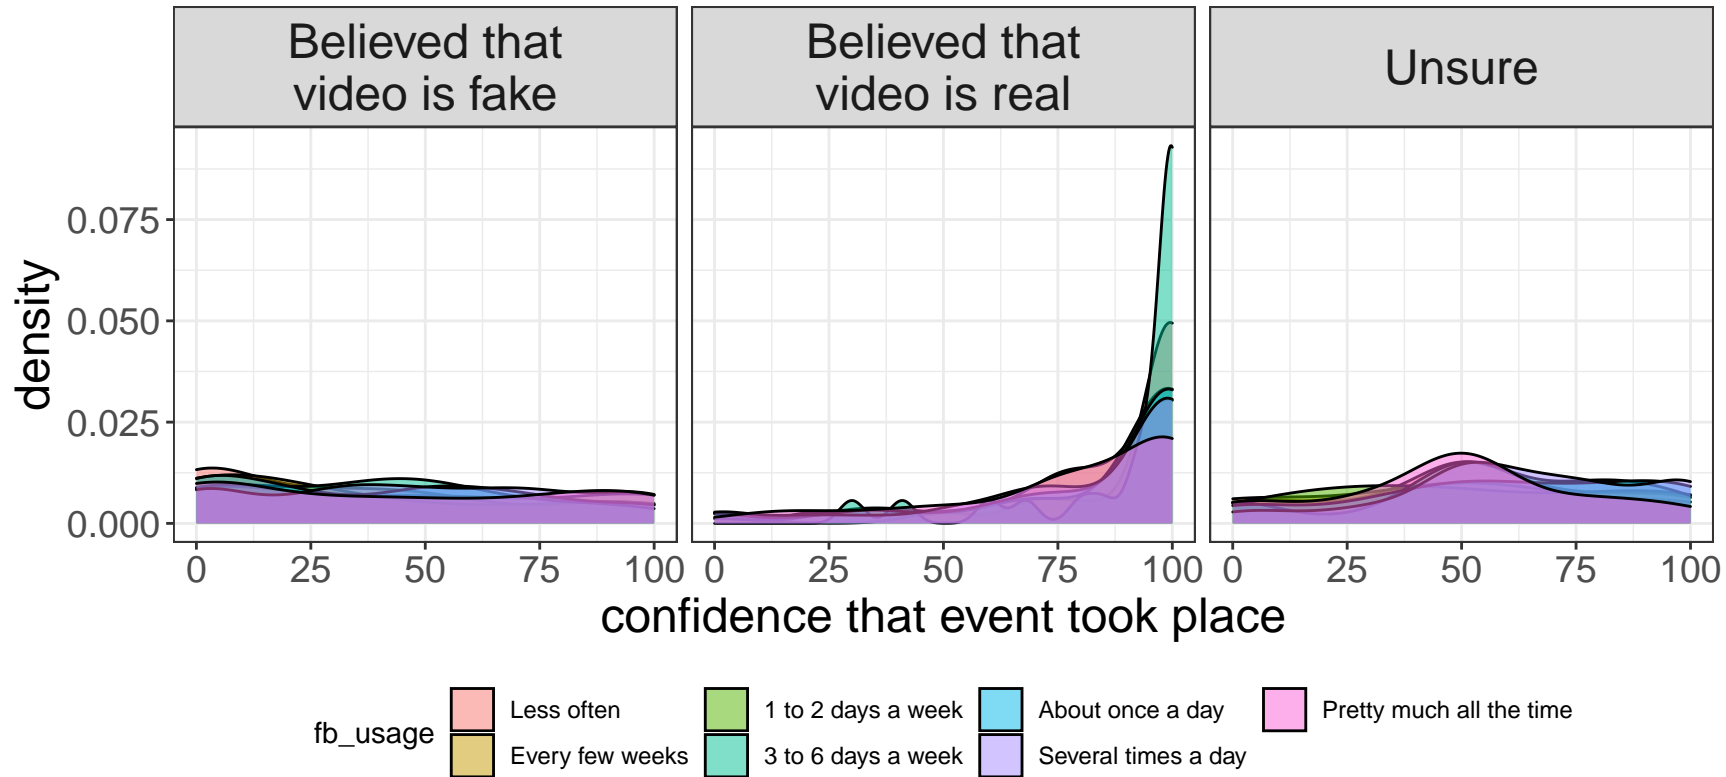 Believed that
video is fake
Believed that
video is real
Unsure
density
0.075
0.050
0.025
0.000
0 25 50 75 100
0 25 50 75 100
0 25 50 75 100
confidence that event took place
fb_usage
Less often
Every few weeks
1 to 2 days a week
3 to 6 days a week
About once a day
Several times a day
Pretty much all the time